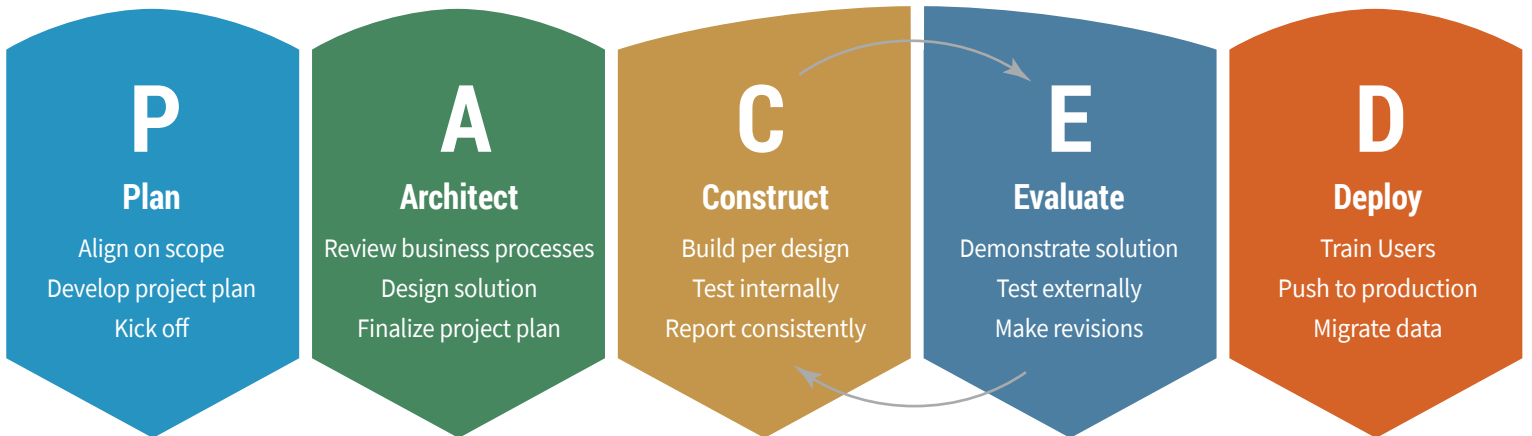 P
Plan
Align on scope
Develop project plan
Kick off
A
Architect
Review business processes
Design solution
Finalize project plan
C
Construct
Build per design
Test internally
Report consistently
E
Evaluate
Demonstrate solution
Test externally
Make revisions
D
Deploy
Train Users
Push to production
Migrate data